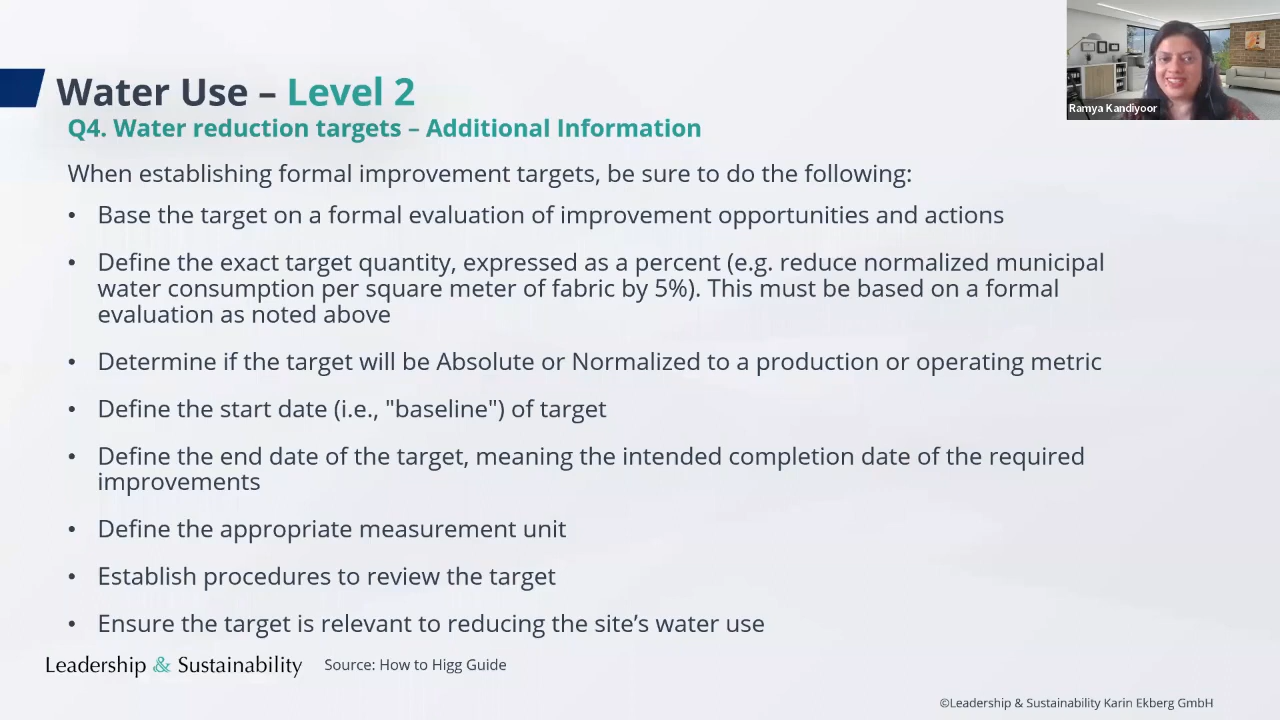 Ramya Kandiyoor
Water Use – Level 2
Q4. Water reduction targets – Additional Information
When establishing formal improvement targets, be sure to do the following:
• Base the target on a formal evaluation of improvement opportunities and actions
• Define the exact target quantity, expressed as a percent (e.g. reduce normalized municipal
water consumption per square meter of fabric by 5%). This must be based on a formal
evaluation as noted above
• Determine if the target will be Absolute or Normalized to a production or operating metric
• Define the start date (i.e., "baseline") of target
• Define the end date of the target, meaning the intended completion date of the required
improvements
• Define the appropriate measurement unit
• Establish procedures to review the target
• Ensure the target is relevant to reducing the site’s water use
Leadership & Sustainability
Source: How to Higg Guide
©Leadership & Sustainability Karin Ekberg GmbH